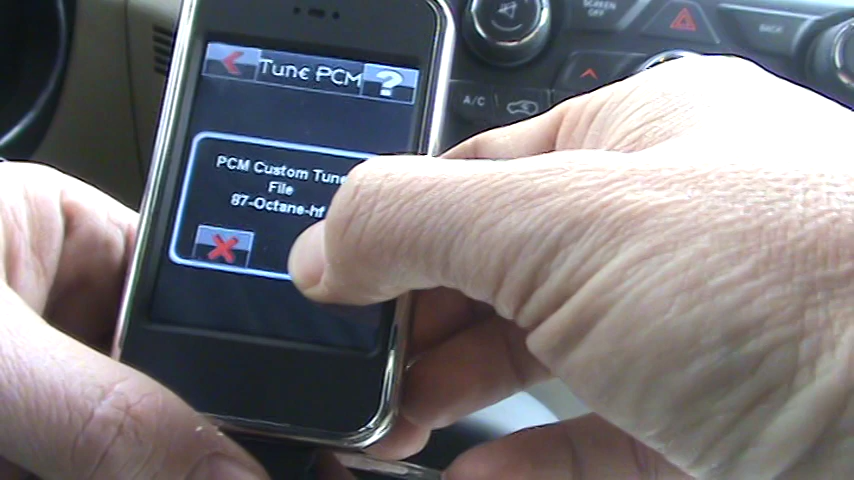 Tune PCM ?
PCM Custom Tune
File
87-Octane-hf
SCREEN
OFF
BACK
A/C